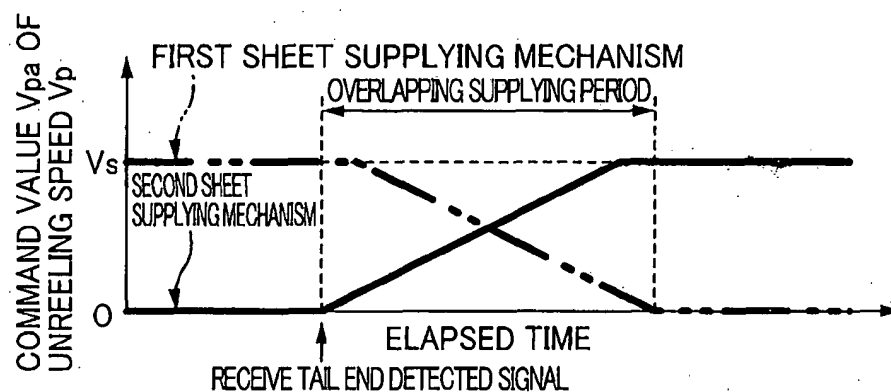 COMMAND VALUE Vpa OF
UNREELING SPEED Vp
FIRST SHEET SUPPLYING MECHANISM
OVERLAPPING SUPPLYING PERIOD
Vs
SECOND SHEET
SUPPLYING MECHANISM
O
ELAPSED TIME
RECEIVE TAIL END DETECTED SIGNAL